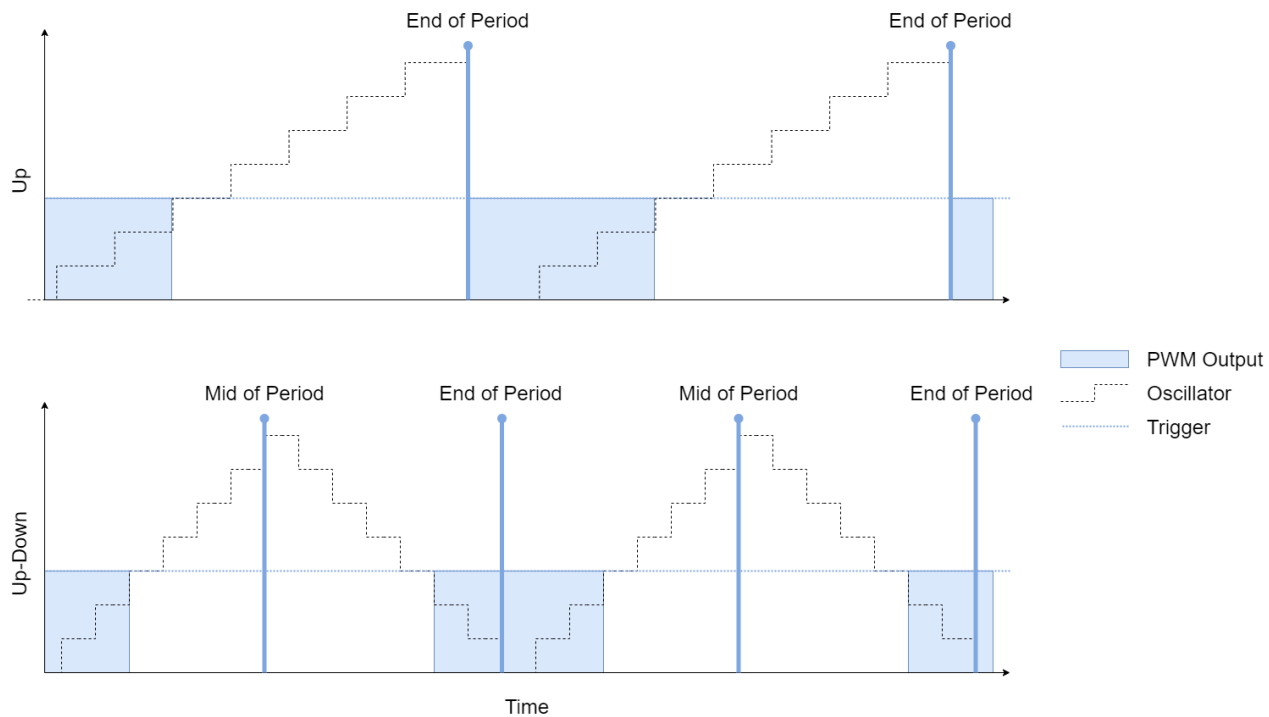 End of Period
End of Period
Up
Mid of Period
End of Period
Mid of Period
End of Period
Up-Down
Time
PWM Output
Oscillator
Trigger